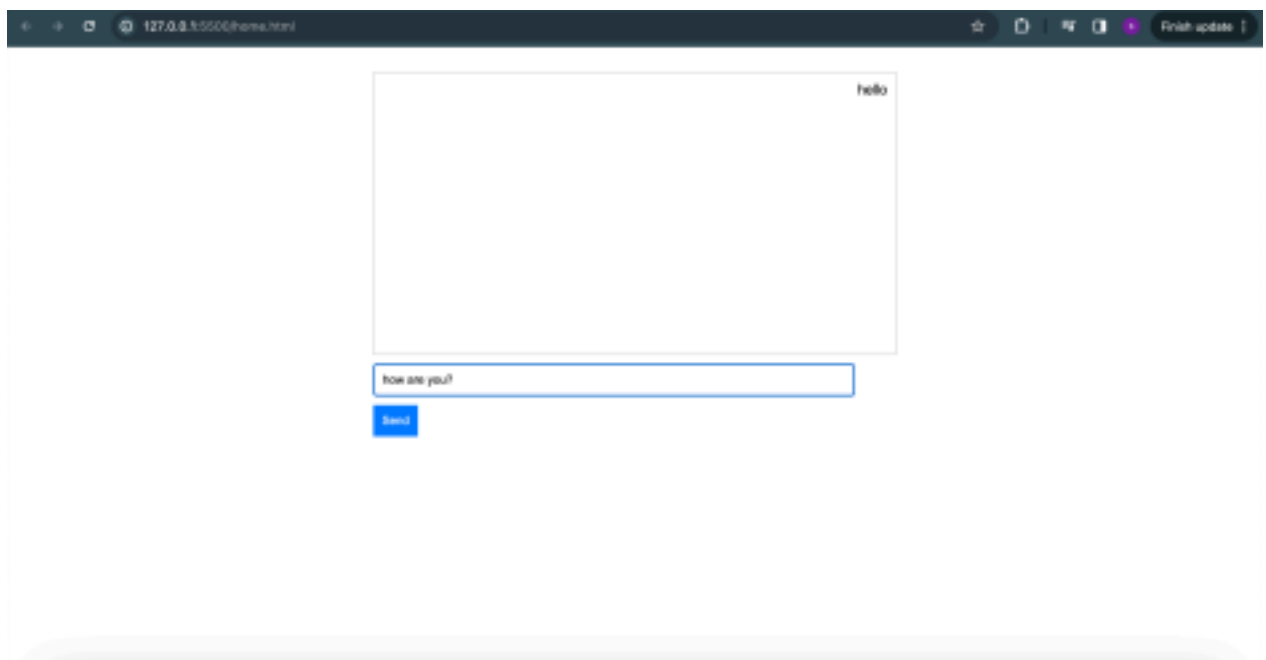 127.0.0.1:5500/home.html
Finish update
hello
how are you?
Send